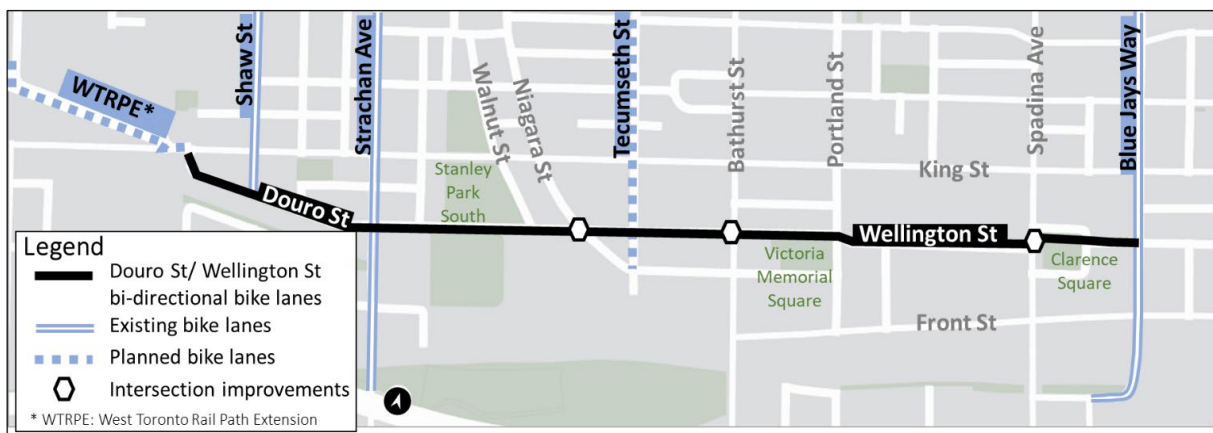 WTRPE*
Shaw St
Strachan Ave
Walnut St
Niagara St
Tecumseth St
Bathurst St
Portland St
Spadina Ave
Blue Jays Way
King St
Stanley
Park
South
Douro St
Wellington St
Victoria
Memorial
Square
Clarence
Square
Front St
Legend
Douro St/ Wellington St
bi-directional bike lanes
Existing bike lanes
Planned bike lanes
Intersection improvements
* WTRPE: West Toronto Rail Path Extension